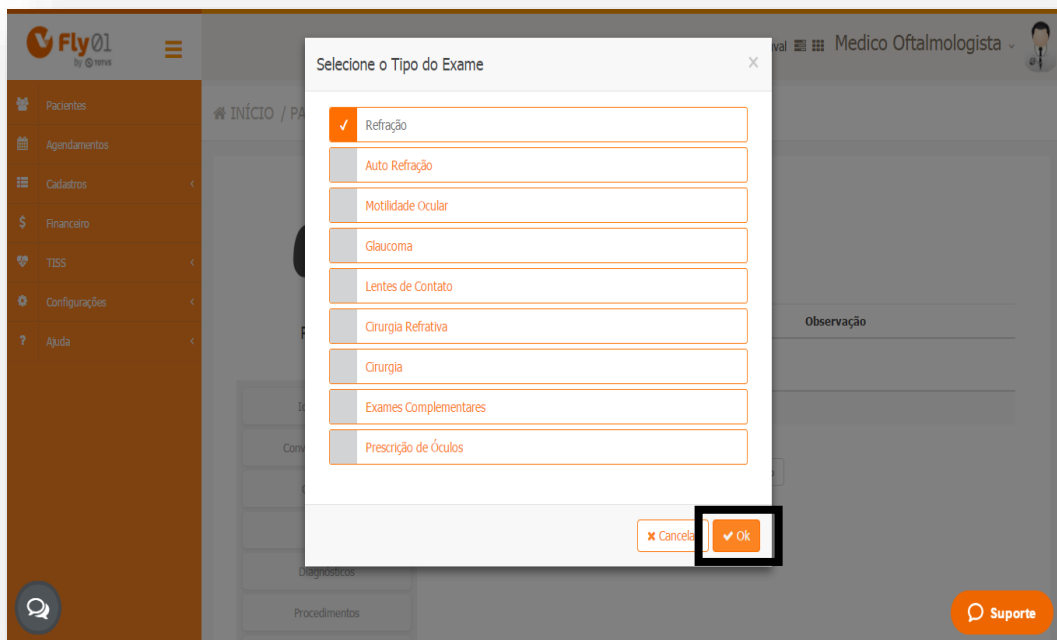 Fly01
by renva
Medico Oftalmologista
Selecione o Tipo do Exame
Pacientes
Agendamentos
Cadastros
Financeiro
TISS
Configurações
Ajuda
INÍCIO / PA
Refração
Auto Refração
Motilidade Ocular
Glaucoma
Lentes de Contato
Cirurgia Refrativa
Cirurgia
Exames Complementares
Prescrição de Óculos
Observação
Cancela
Ok
Diagnósticos
Procedimentos
Suporte